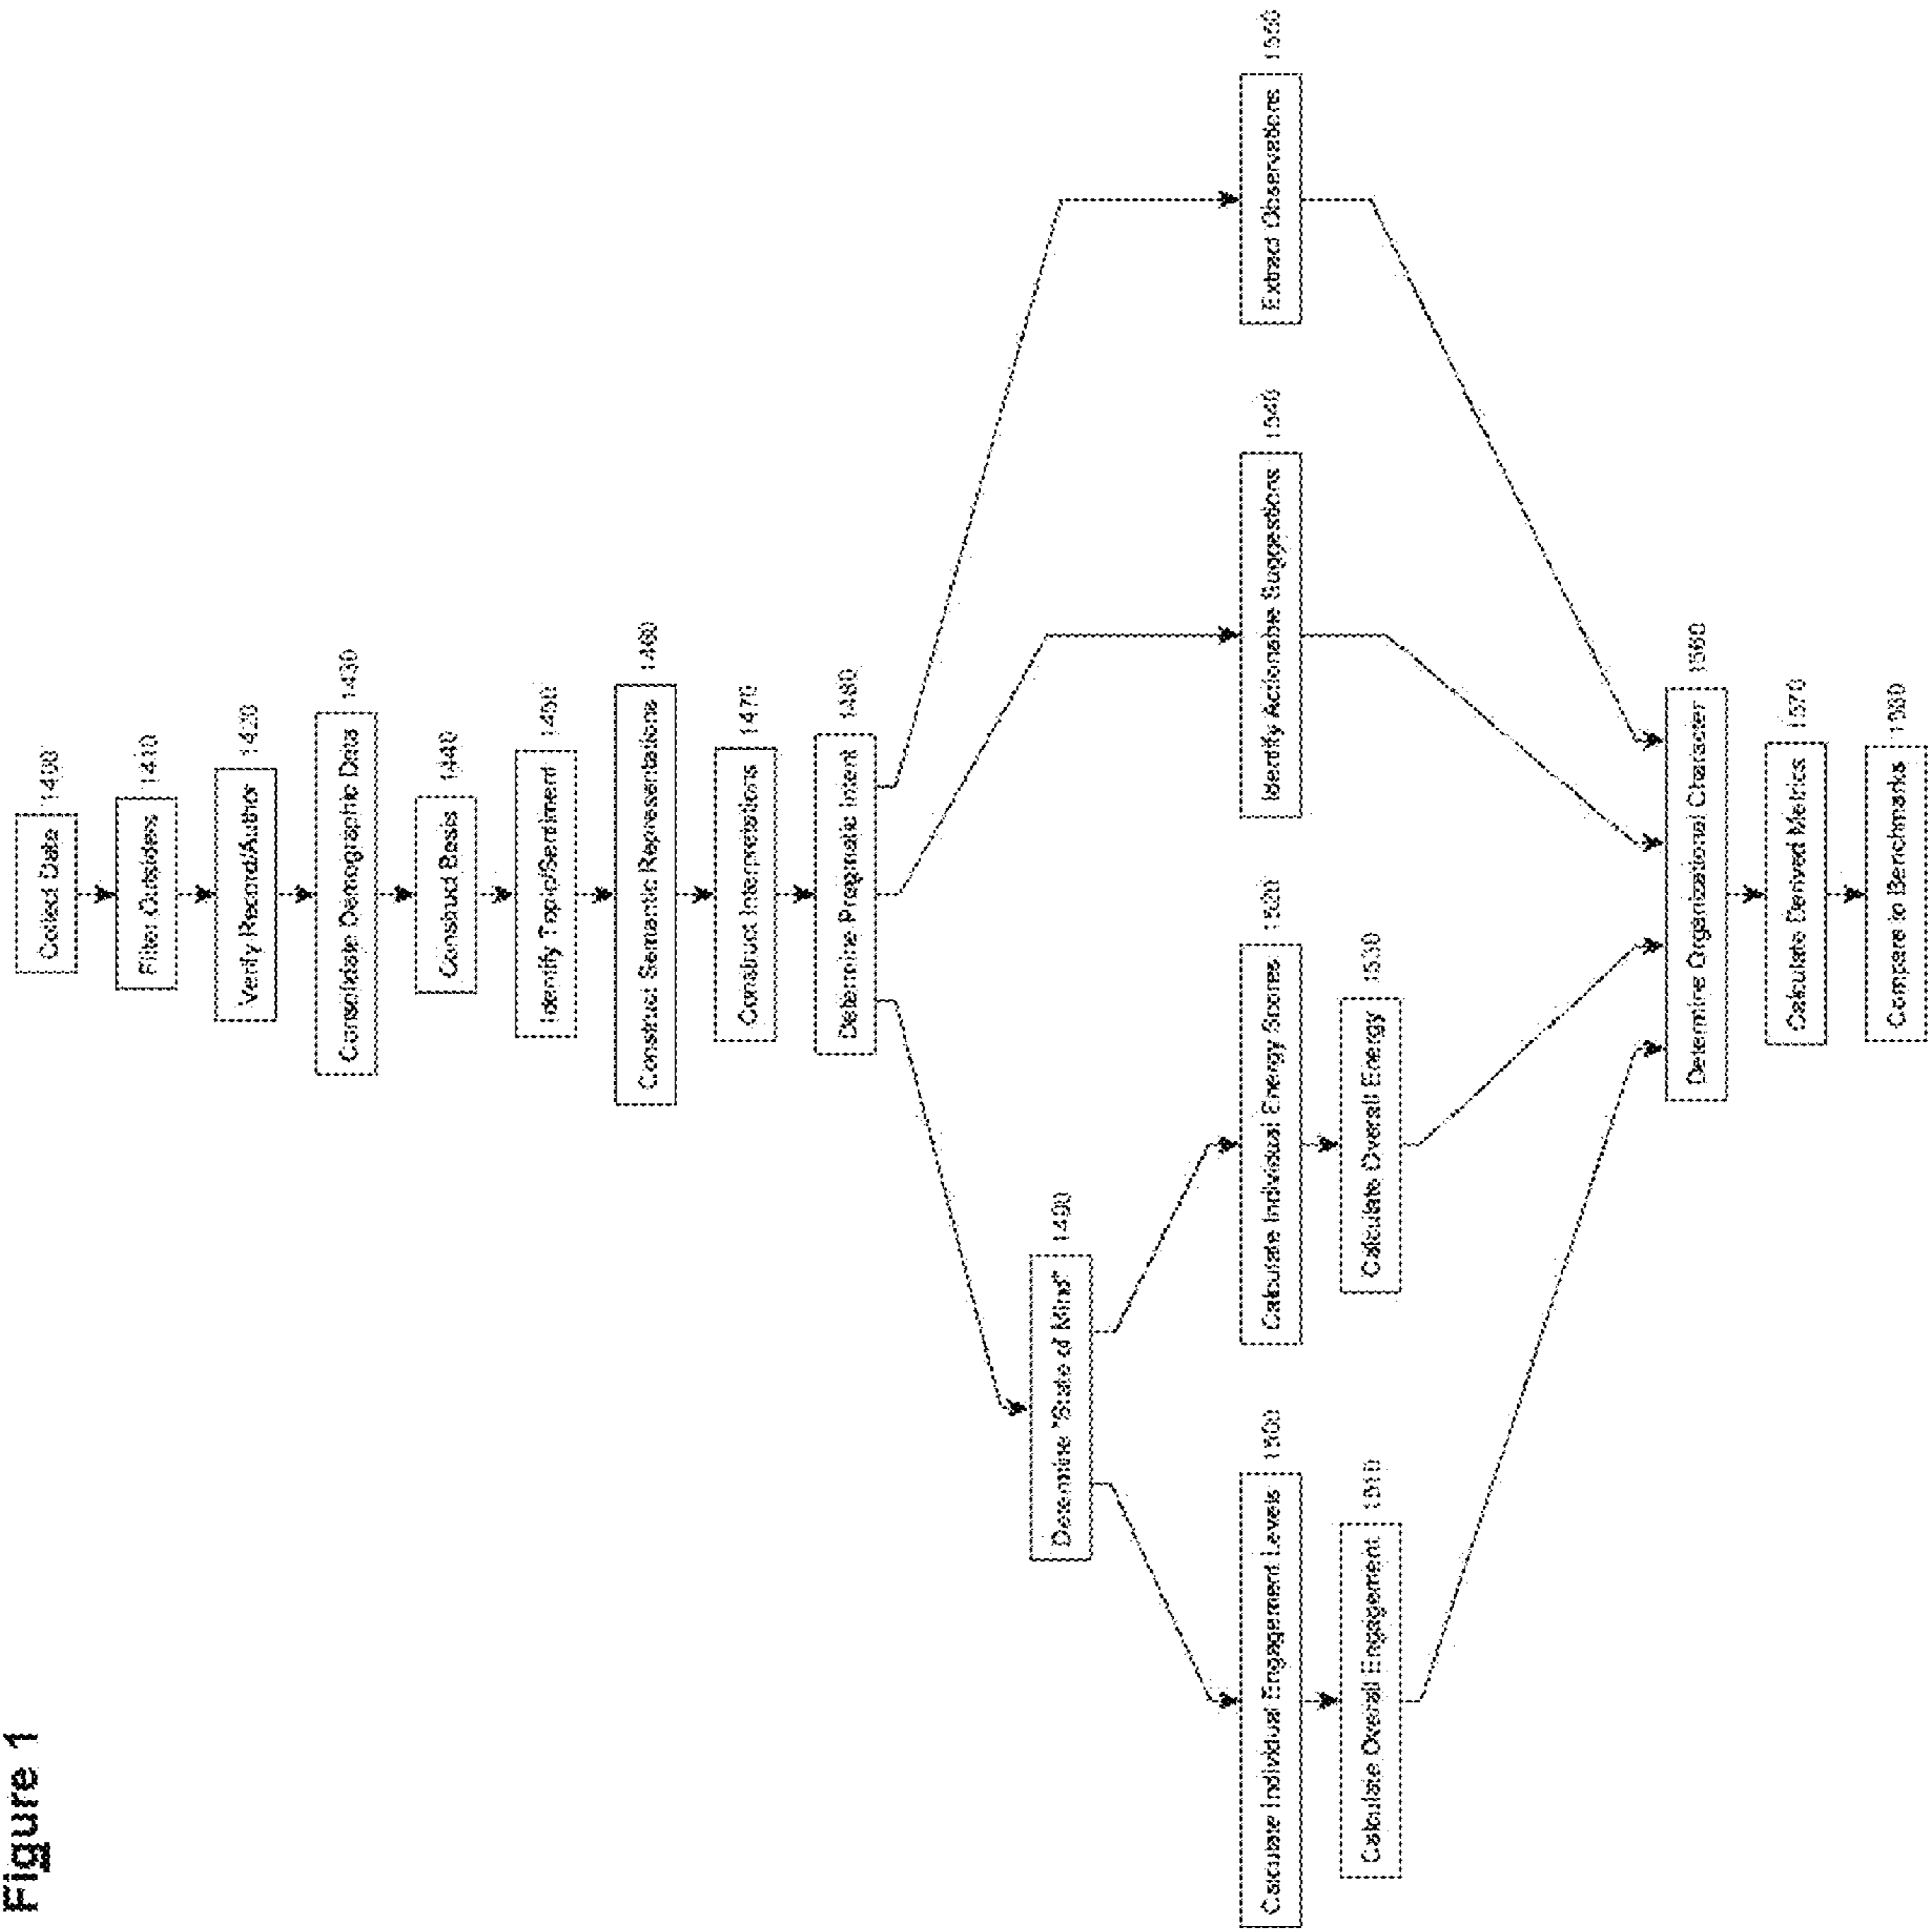 Figure 1
Collect Data 1400
Filter Outsiders 1410
Verify Record/Author 1420
Consolidate Demographic Data 1430
Construct Basis 1440
Identify Topic/Sentiment 1450
Construct Semantic Representations 1460
Construct Interpretations 1470
Determine Pragmatic Intent 1480
Determine "State of Mind" 1490
Calculate Individual Engagement Levels 1500
Calculate Individual Energy Scores 1520
Identify Actionable Suggestions 1540
Extract Observations 1550
Calculate Overall Engagement 1510
Calculate Overall Energy 1530
Determine Organizational Character 1560
Calculate Derived Metrics 1570
Compare to Benchmarks 1580